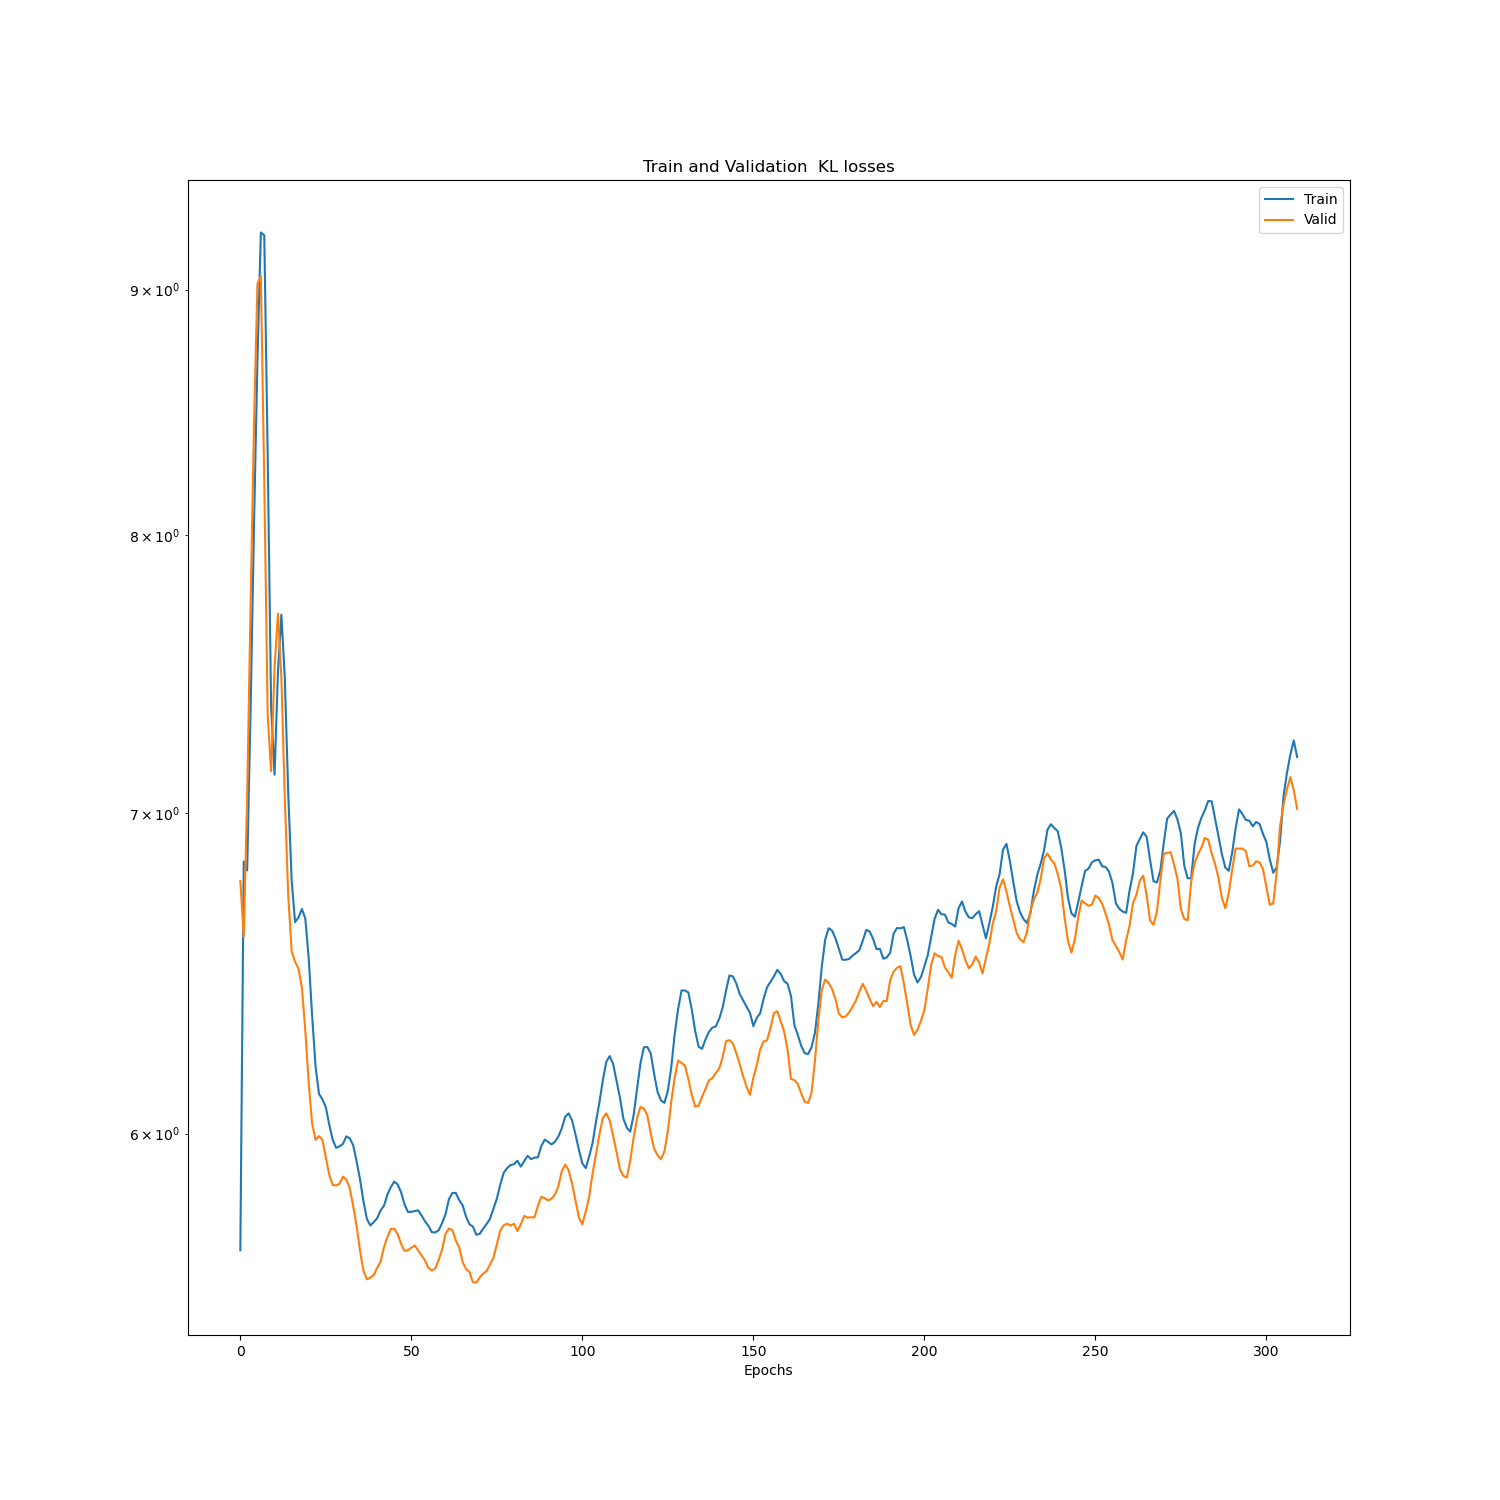 Train and Validation  KL losses
Train
Valid
9 × 10⁰
8 × 10⁰
7 × 10⁰
6 × 10⁰
0 50 100 150 200 250 300
Epochs